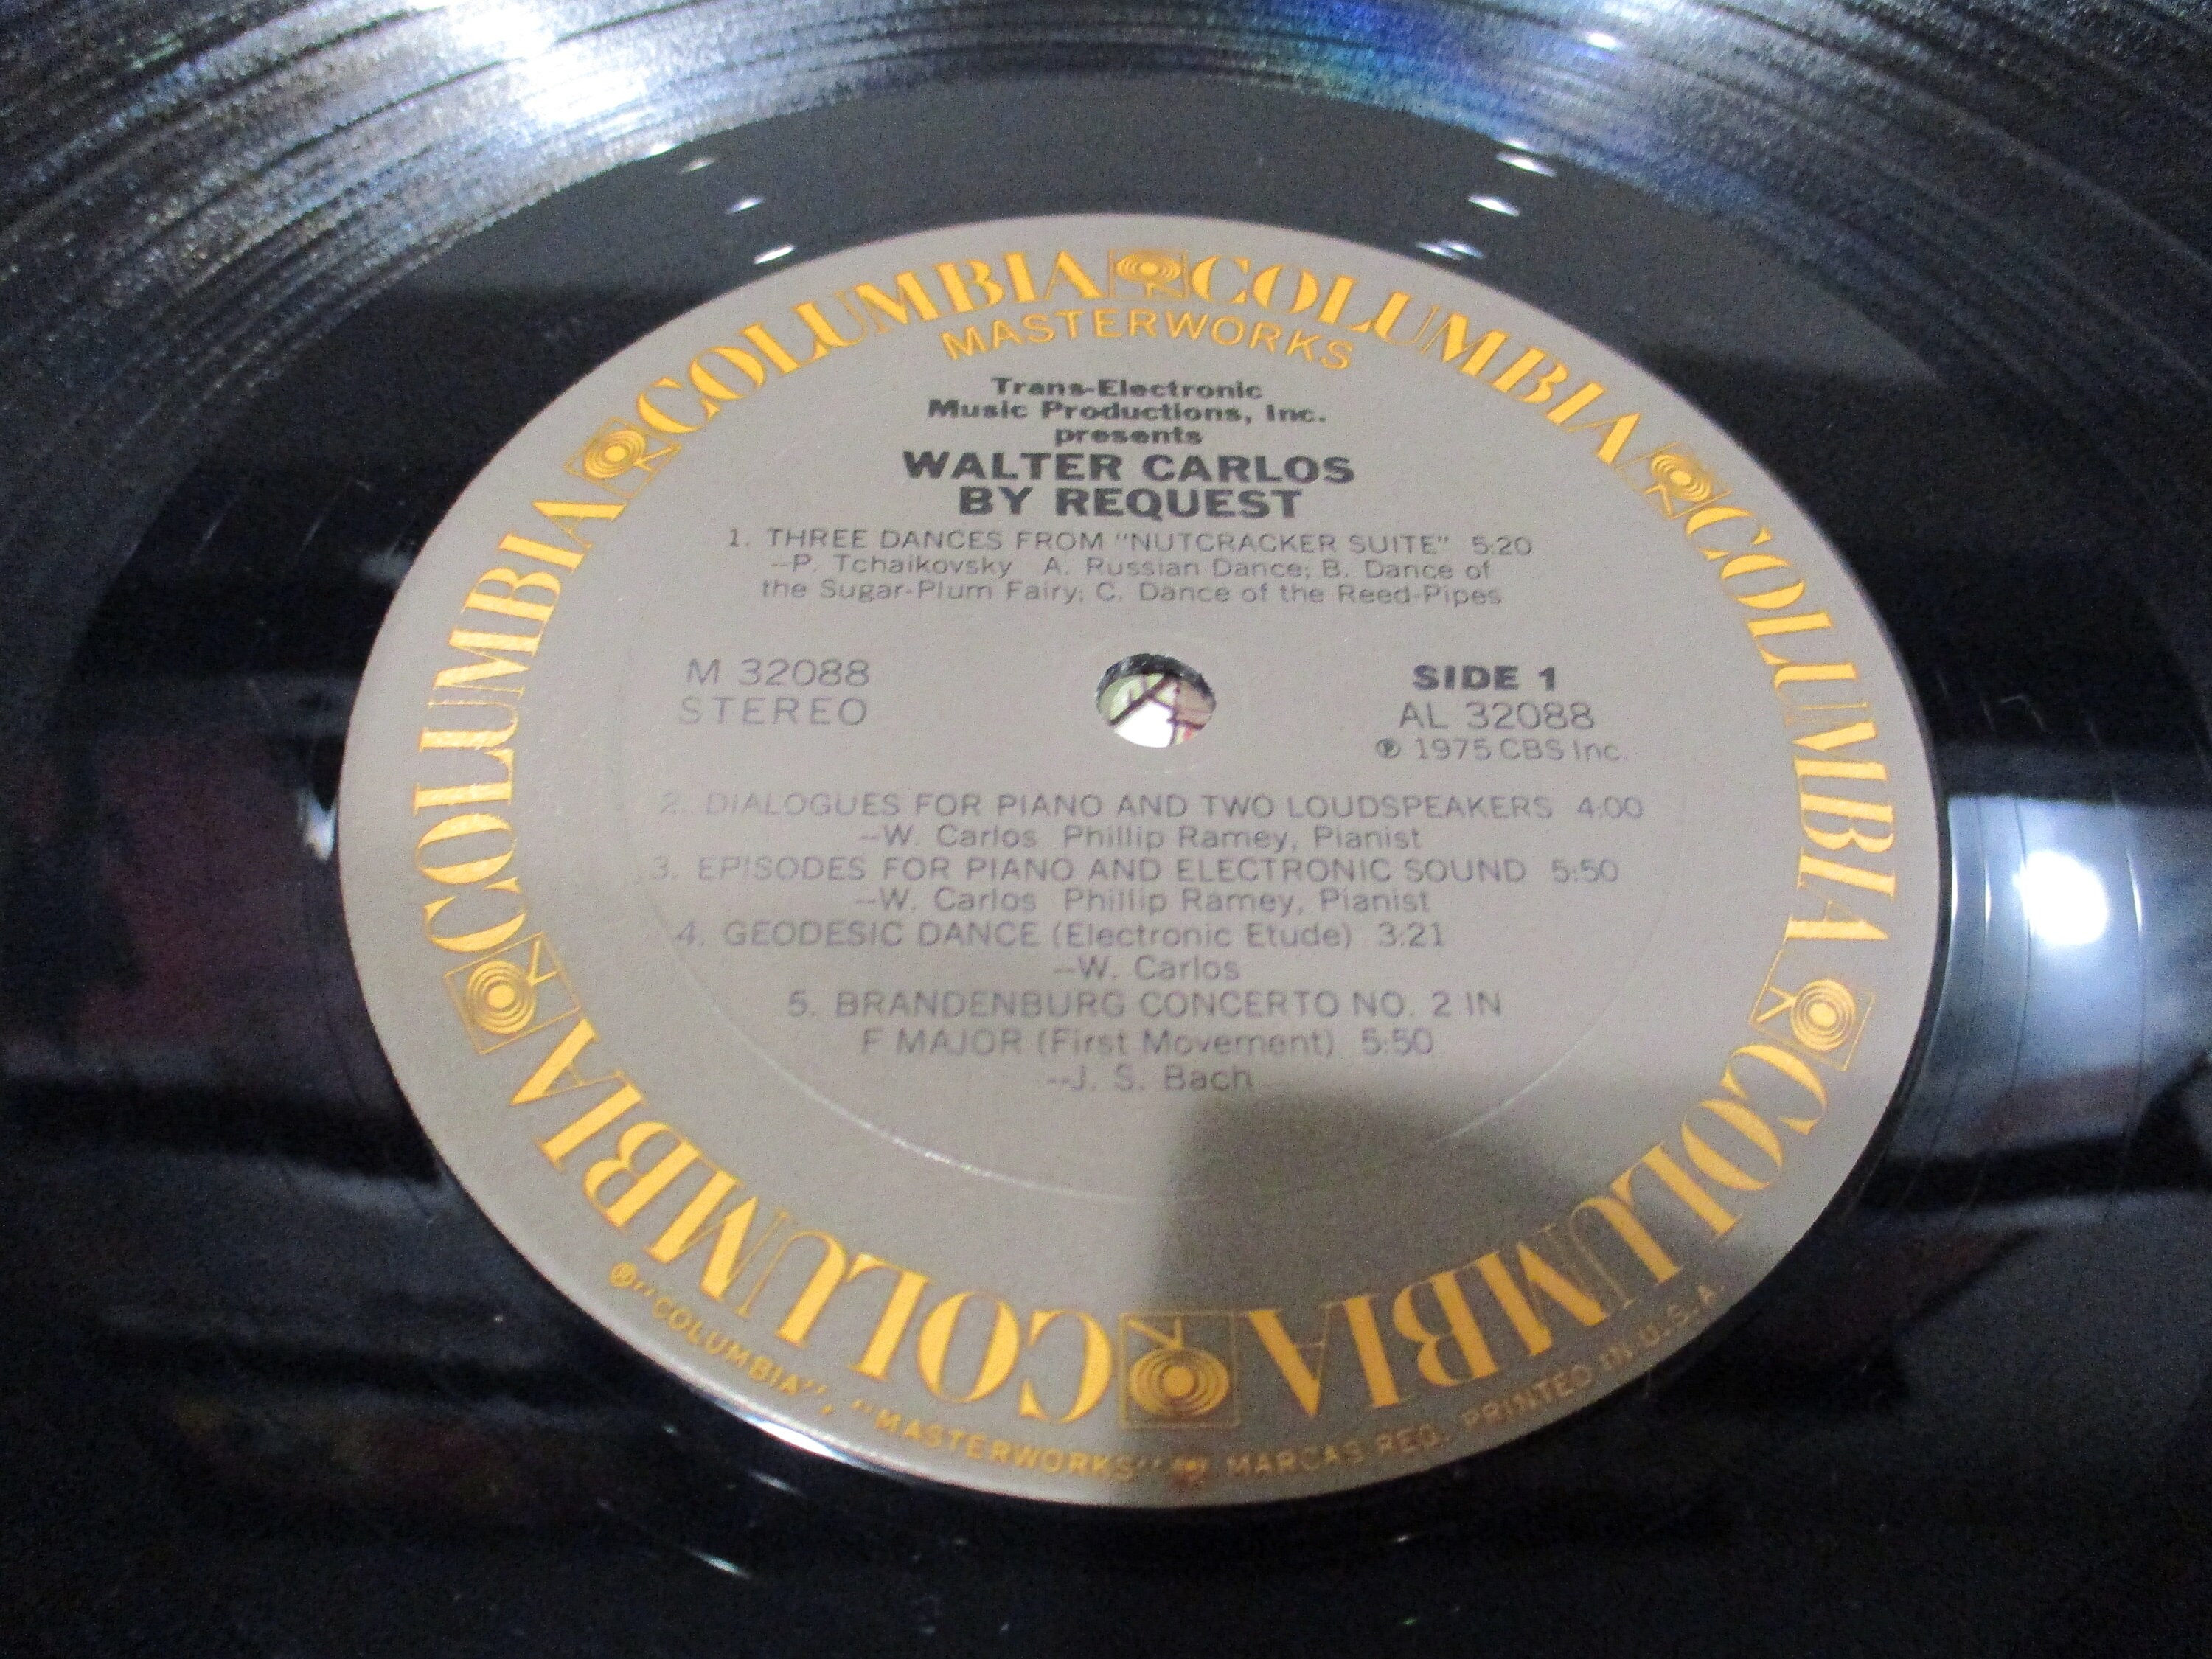 COLUMBIA COLUMBIA COLUMBIA COLUMBIA COLUMBIA COLUMBIA
MASTERWORKS
Trans-Electronic
Music Productions, Inc.
presents
WALTER CARLOS
BY REQUEST
1. THREE DANCES FROM "NUTCRACKER SUITE" 5:20
--P. Tchaikovsky A. Russian Dance; B. Dance of
the Sugar-Plum Fairy; C. Dance of the Reed-Pipes
M 32088
STEREO
SIDE 1
AL 32088
℗ 1975 CBS Inc.
2. DIALOGUES FOR PIANO AND TWO LOUDSPEAKERS 4:00
--W. Carlos Phillip Ramey, Pianist
3. EPISODES FOR PIANO AND ELECTRONIC SOUND 5:50
--W. Carlos Phillip Ramey, Pianist
4. GEODESIC DANCE (Electronic Etude) 3:21
--W. Carlos
5. BRANDENBURG CONCERTO NO. 2 IN
F MAJOR (First Movement) 5:50
--J. S. Bach
® "COLUMBIA", "MASTERWORKS" MARCAS REG. PRINTED IN U.S.A.